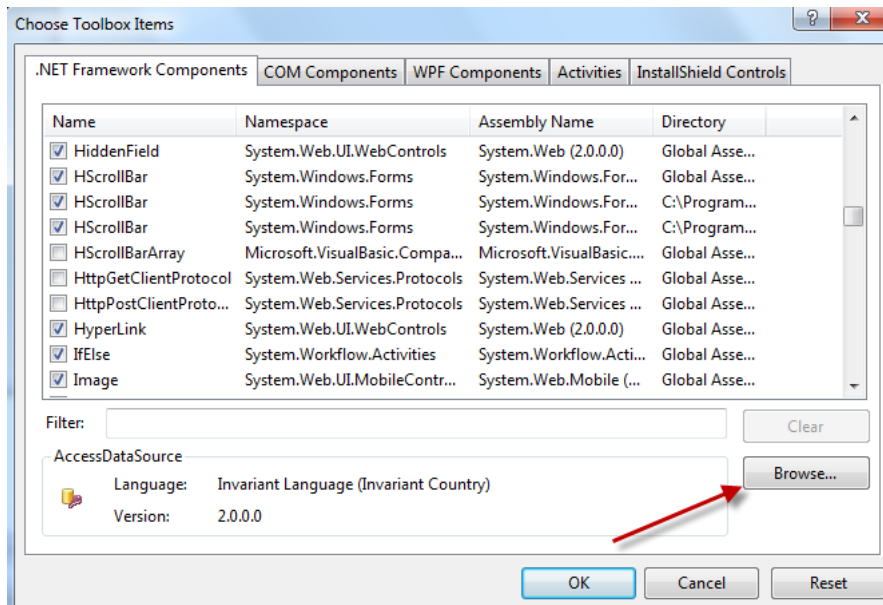 Choose Toolbox Items
.NET Framework Components COM Components WPF Components Activities InstallShield Controls
Name Namespace Assembly Name Directory
HiddenField System.Web.UI.WebControls System.Web (2.0.0.0) Global Asse...
HScrollBar System.Windows.Forms System.Windows.For... Global Asse...
HScrollBar System.Windows.Forms System.Windows.For... C:\Program...
HScrollBar System.Windows.Forms System.Windows.For... C:\Program...
HScrollBarArray Microsoft.VisualBasic.Compa... Microsoft.VisualBasic.... Global Asse...
HttpGetClientProtocol System.Web.Services.Protocols System.Web.Services ... Global Asse...
HttpPostClientProto... System.Web.Services.Protocols System.Web.Services ... Global Asse...
HyperLink System.Web.UI.WebControls System.Web (2.0.0.0) Global Asse...
IfElse System.Workflow.Activities System.Workflow.Acti... Global Asse...
Image System.Web.UI.MobileContr... System.Web.Mobile (... Global Asse...
Filter: Clear
AccessDataSource
Browse...
Language: Invariant Language (Invariant Country)
Version: 2.0.0.0
OK Cancel Reset